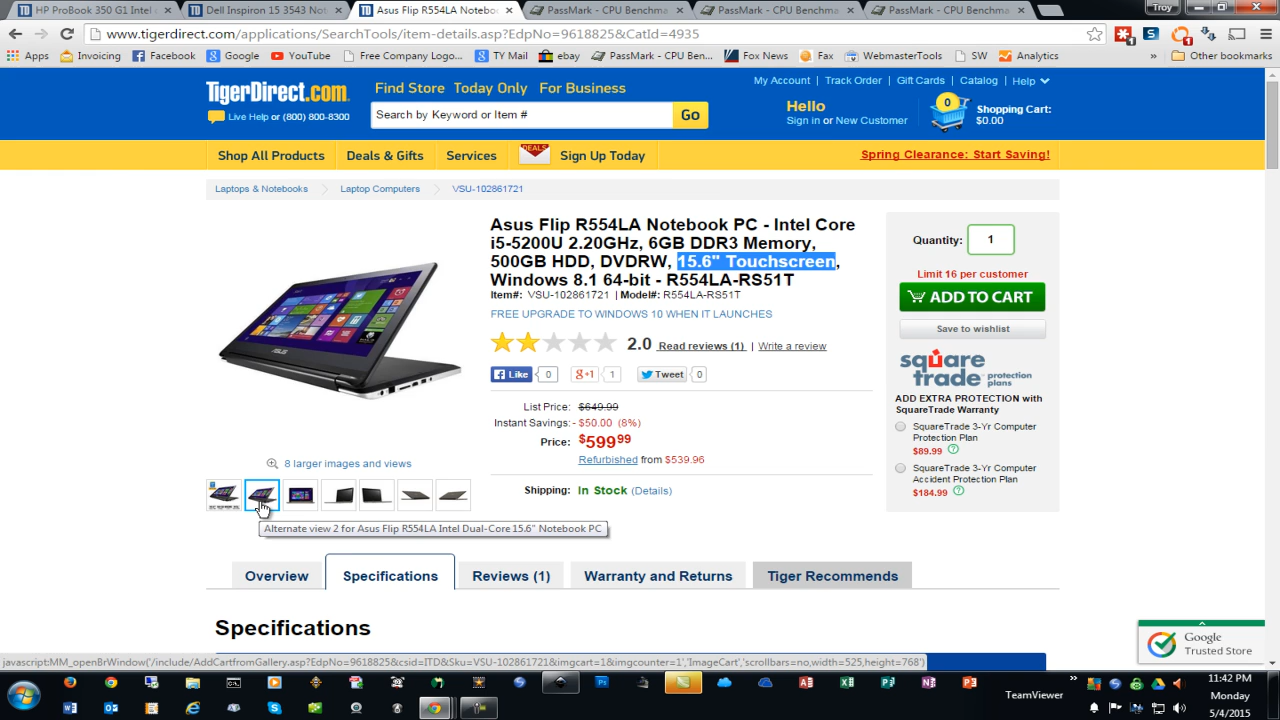 HP ProBook 350 G1 Intel
Dell Inspiron 15 3543 Not
Asus Flip R554LA Noteboo
PassMark - CPU Benchma
PassMark - CPU Benchma
PassMark - CPU Benchma
Troy
www.tigerdirect.com/applications/SearchTools/item-details.asp?EdpNo=9618825&CatId=4935
Apps Invoicing Facebook Google YouTube Free Company Logo... TY Mail ebay PassMark - CPU Ben... Fox News Fax WebmasterTools SW Analytics » Other bookmarks
TigerDirect.com
Live Help or (800) 800-8300
Find Store Today Only For Business
Search by Keyword or Item # Go
My Account | Track Order | Gift Cards | Catalog | Help
Hello
Sign in or New Customer
0
Shopping Cart:
$0.00
Shop All Products Deal & Gifts Services DEALS Sign Up Today
Spring Clearance: Start Saving!
Laptops & Notebooks Laptop Computers VSU-102861721
Asus Flip R554LA Notebook PC - Intel Core
i5-5200U 2.20GHz, 6GB DDR3 Memory,
500GB HDD, DVDRW, 15.6" Touchscreen,
Windows 8.1 64-bit - R554LA-RS51T
Item#: VSU-102861721 | Model#: R554LA-RS51T
FREE UPGRADE TO WINDOWS 10 WHEN IT LAUNCHES
2.0 Read reviews (1) | Write a review
Like 0 g+1 1 Tweet 0
List Price: $649.99
Instant Savings: - $50.00 (8%)
Price: $599.99
Refurbished from $539.96
Shipping: In Stock (Details)
ASUS
8 larger images and views
Alternate view 2 for Asus Flip R554LA Intel Dual-Core 15.6" Notebook PC
Quantity: 1
Limit 16 per customer
ADD TO CART
Save to wishlist
square trade protection plans
ADD EXTRA PROTECTION with
SquareTrade Warranty
SquareTrade 3-Yr Computer
Protection Plan
$89.99
SquareTrade 3-Yr Computer
Accident Protection Plan
$184.99
Overview Specifications Reviews (1) Warranty and Returns Tiger Recommends
Specifications
Google
Trusted Store
javascript:MM_openBrWindow('/include/AddCartfromGallery.asp?EdpNo=9618825&csid=ITD&Sku=VSU-102861721&imgcart=1&imgcounter=1','ImageCart','scrollbars=no,width=525,height=768')
TeamViewer
11:42 PM
Monday
5/4/2015